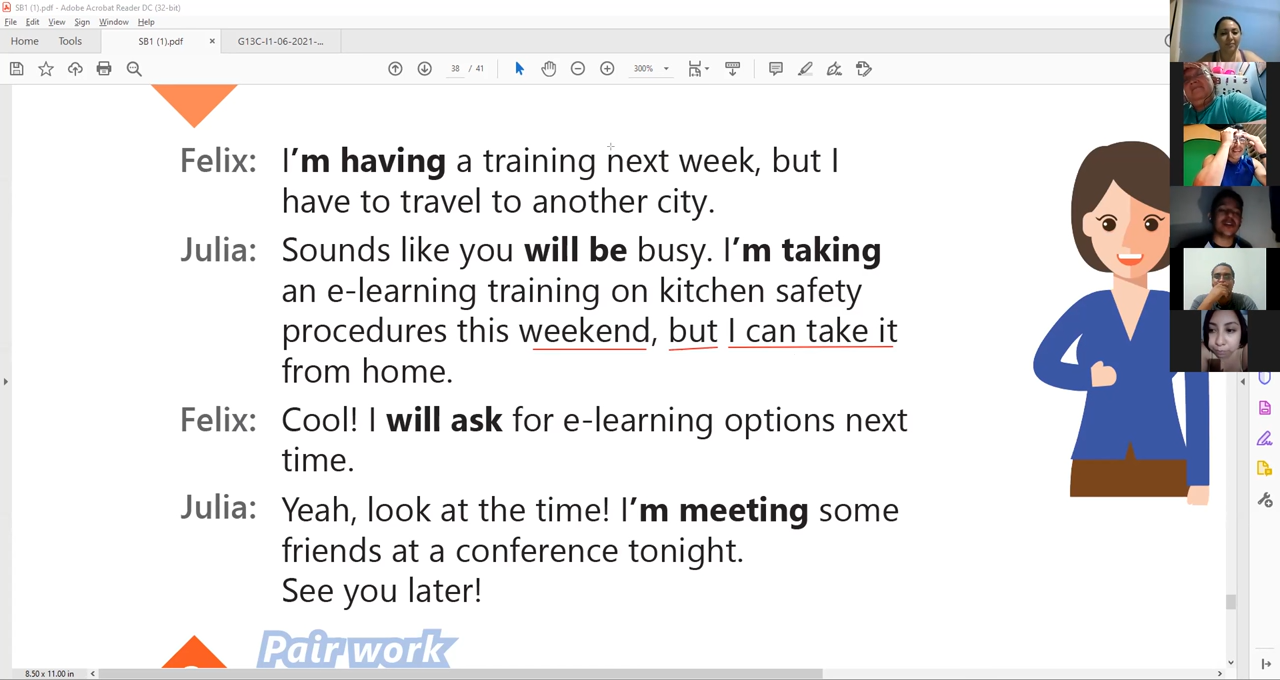 SB1 (1).pdf - Adobe Acrobat Reader DC (32-bit)
File Edit View Sign Window Help
Home Tools SB1 (1).pdf × G13C-I1-06-2021-...
38 / 41 300%
Felix: I'm having a training next week, but I
have to travel to another city.
Julia: Sounds like you will be busy. I'm taking
an e-learning training on kitchen safety
procedures this weekend, but I can take it
from home.
Felix: Cool! I will ask for e-learning options next
time.
Julia: Yeah, look at the time! I'm meeting some
friends at a conference tonight.
See you later!
Pair work
8.50 x 11.00 in